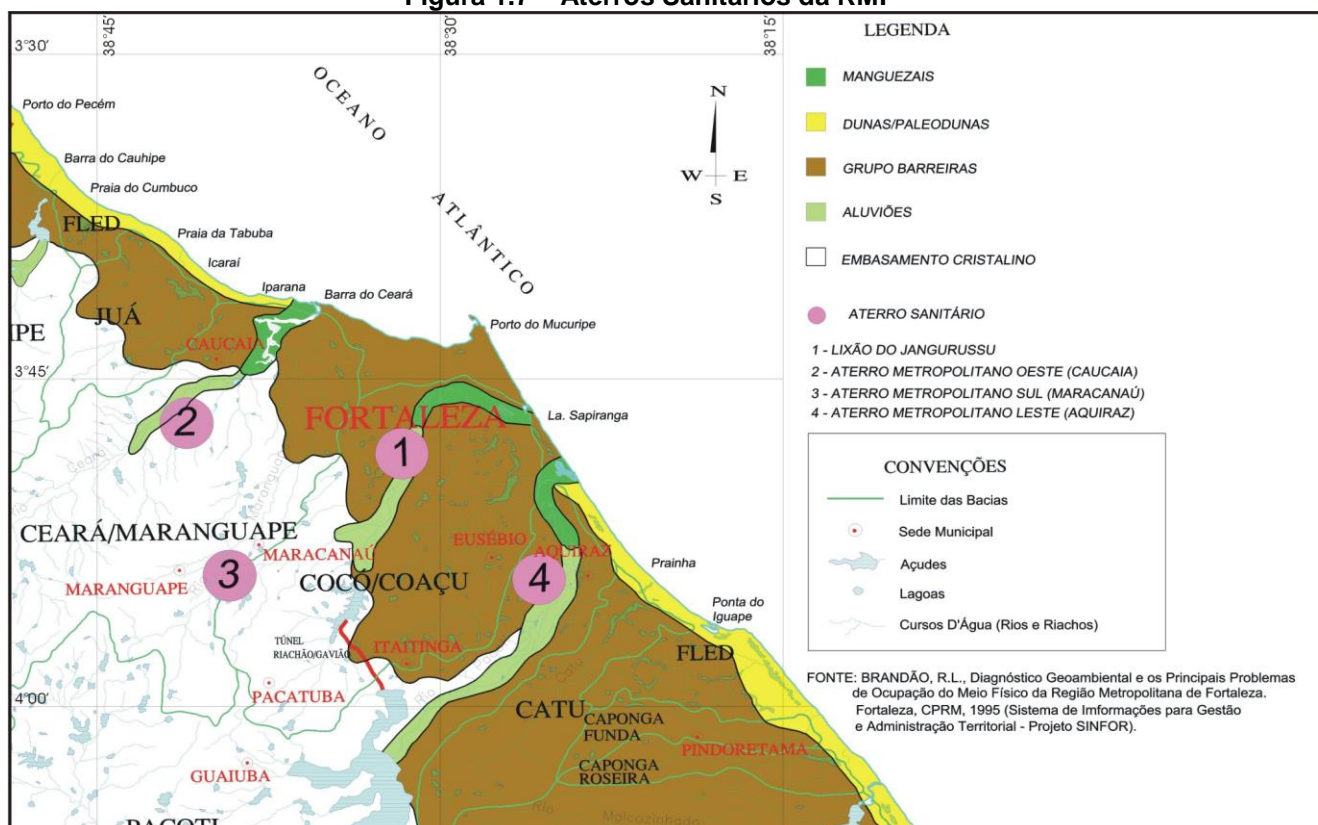 Figura 1.7 – Aterros Sanitários da RMF
38°45'
38°30'
38°15'
3°30'
3°45'
4°00'
OCEANO
ATLÂNTICO
N
W E
S
Porto do Pecém
Barra do Cauhipe
Praia do Cumbuco
FLED
Praia da Tabuba
Icaraí
Iparana
Barra do Ceará
Porto do Mucuripe
JUÁ
IPE
CAUCAIA
2
FORTALEZA
La. Sapiranga
1
Ceará
Maranguape
CEARÁ/MARANGUAPE
MARACANAÚ
EUSÉBIO
AQUIRAZ
Prainha
MARANGUAPE
3
COCÓ/COAÇU
4
Ponta do
Iguape
TÚNEL
RIACHÃO/GAVIÃO
ITAITINGA
FLED
PACATUBA
Rio
Catu
CATU
CAPONGA
FUNDA
PINDORETAMA
GUAIUBA
CAPONGA
ROSEIRA
Rio
Malcozinhado
PACOTI
LEGENDA
MANGUEZAIS
DUNAS/PALEODUNAS
GRUPO BARREIRAS
ALUVIÕES
EMBASAMENTO CRISTALINO
ATERRO SANITÁRIO
1 - LIXÃO DO JANGURUSSU
2 - ATERRO METROPOLITANO OESTE (CAUCAIA)
3 - ATERRO METROPOLITANO SUL (MARACANAÚ)
4 - ATERRO METROPOLITANO LESTE (AQUIRAZ)
CONVENÇÕES
Limite das Bacias
Sede Municipal
Açudes
Lagoas
Cursos D'Água (Rios e Riachos)
FONTE: BRANDÃO, R.L., Diagnóstico Geoambiental e os Principais Problemas
de Ocupação do Meio Físico da Região Metropolitana de Fortaleza.
Fortaleza, CPRM, 1995 (Sistema de Imformações para Gestão
e Administração Territorial - Projeto SINFOR).